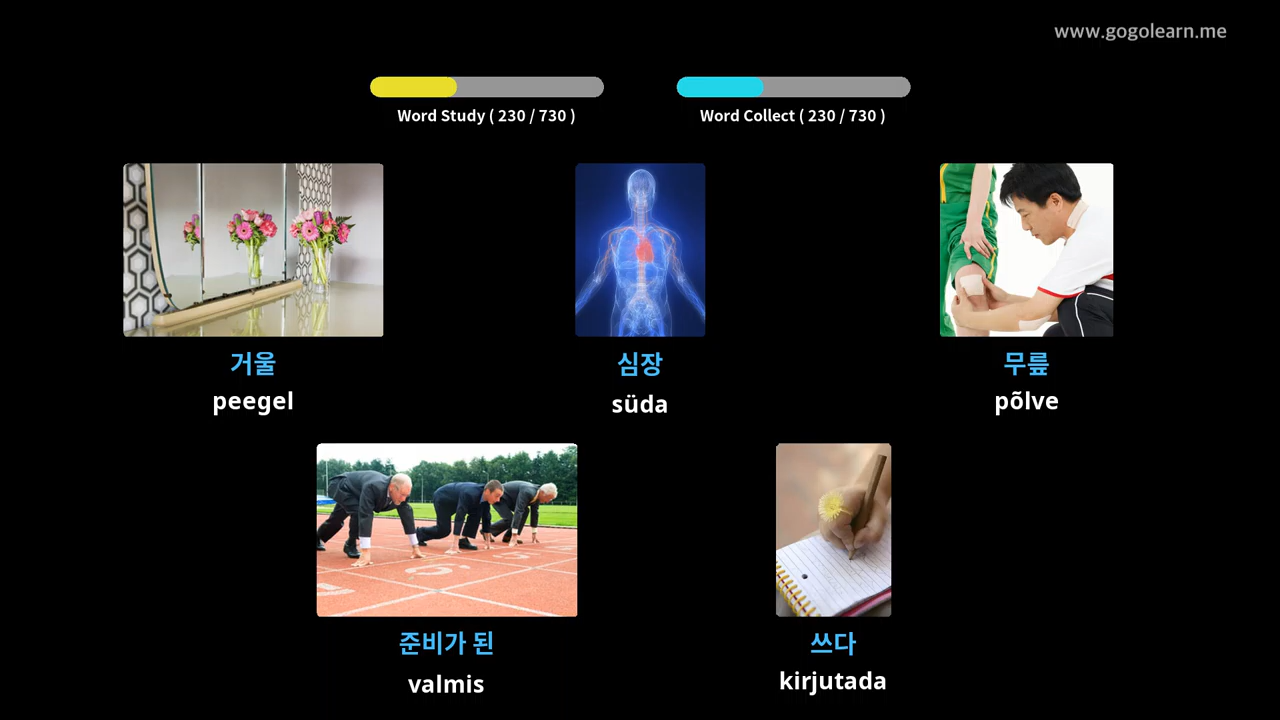 www.gogolearn.me
Word Study ( 230 / 730 )
Word Collect ( 230 / 730 )
거울
peegel
심장
süda
무릎
põlve
준비가 된
valmis
쓰다
kirjutada